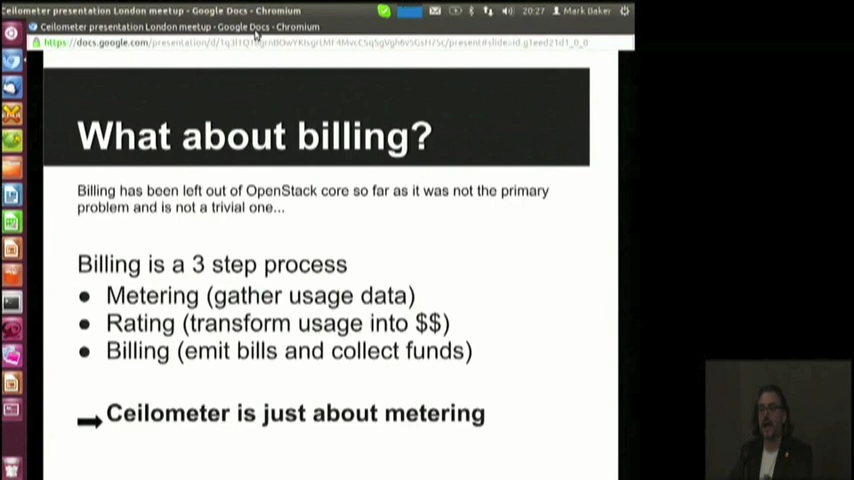 Ceilometer presentation London meetup - Google Docs - Chromium
20:27 Mark Baker
Ceilometer presentation London meetup - Google Docs - Chromium
https://docs.google.com/presentation/d/
What about billing?
Billing has been left out of OpenStack core so far as it was not the primary
problem and is not a trivial one...
Billing is a 3 step process
● Metering (gather usage data)
● Rating (transform usage into $$)
● Billing (emit bills and collect funds)
➡ Ceilometer is just about metering